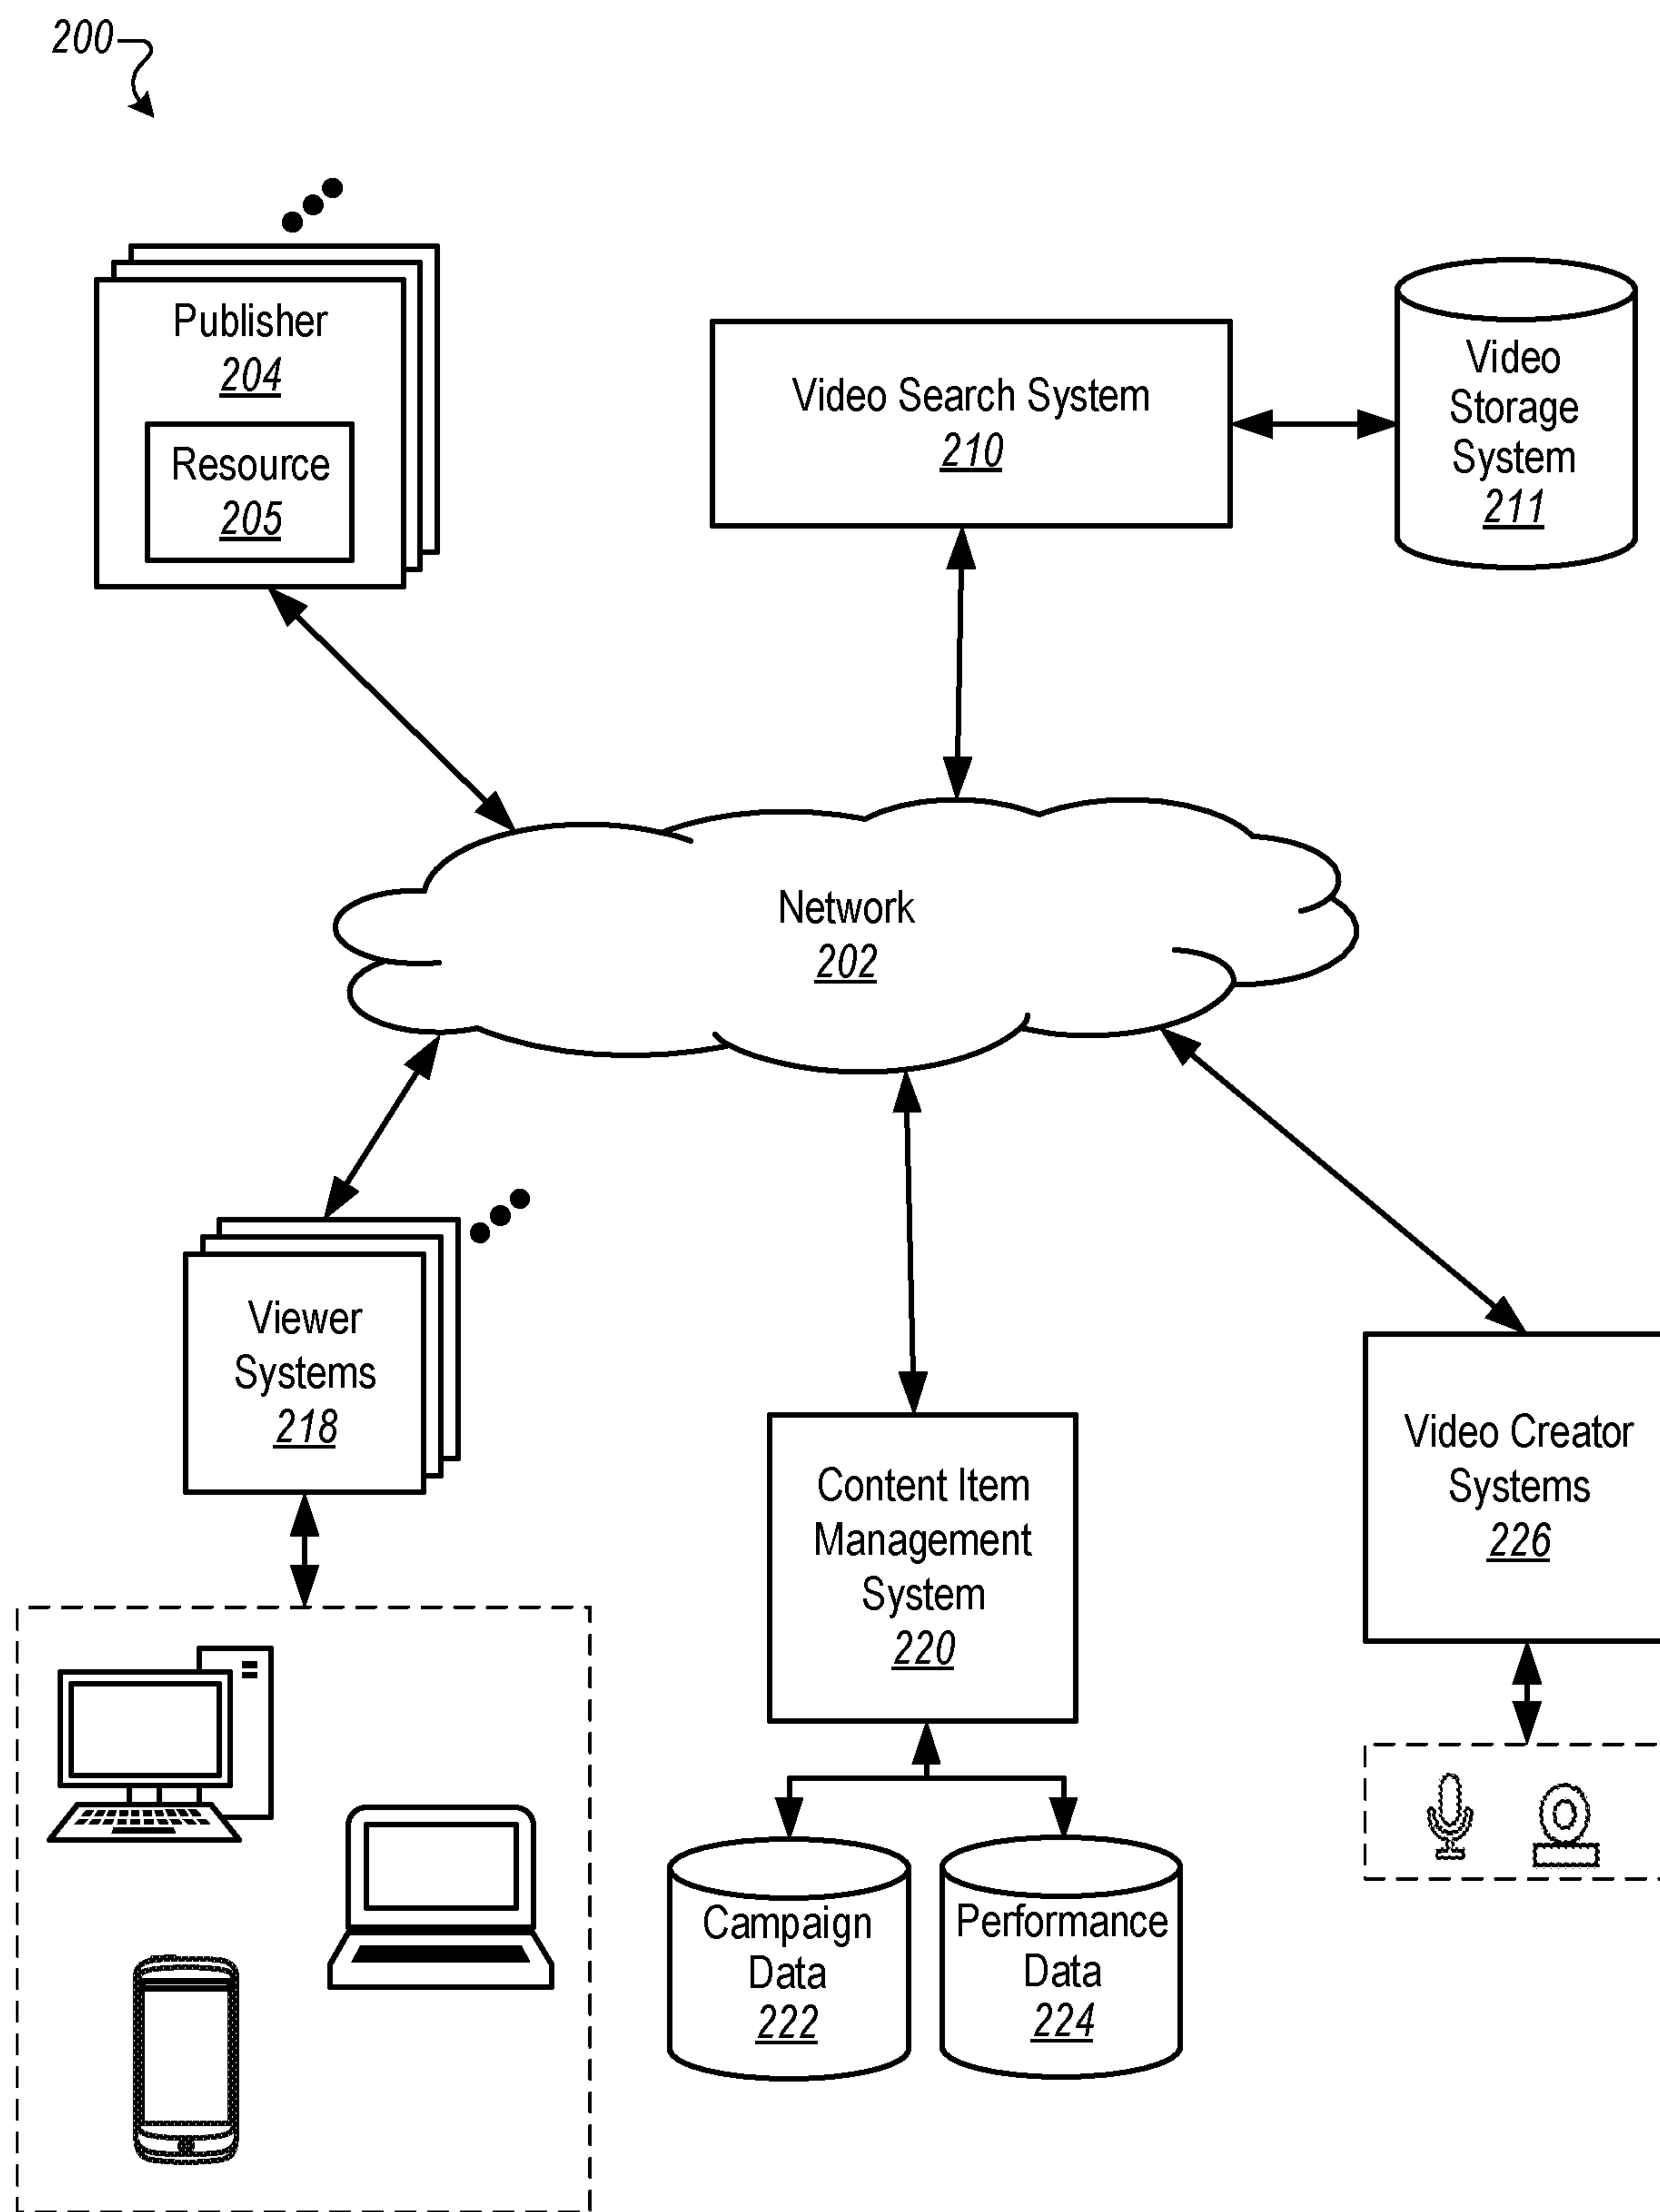 200
Publisher
204
Resource
205
Video Search System
210
Video
Storage
System
211
Network
202
Viewer
Systems
218
Content Item
Management
System
220
Video Creator
Systems
226
Campaign
Data
222
Performance
Data
224